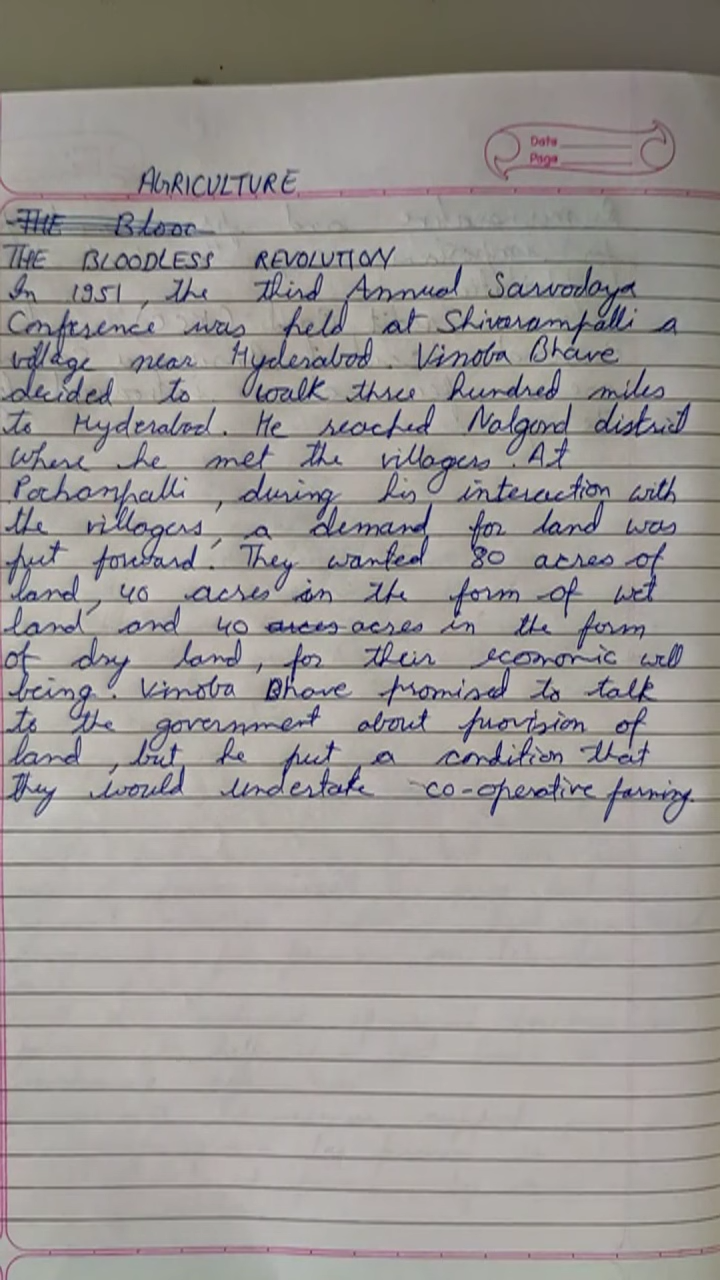 Date
Page
AGRICULTURE
THE Blooc
THE BLOODLESS REVOLUTION
In 1951, the third Annual Sarvodaya
Conference was held at Shivarampalli a
village near Hyderabad. Vinoba Bhave
decided to walk three hundred miles
to Hyderabad. He reached Nalgond district
where he met the villagers. At
Pochampalli, during his interaction with
the villagers, a demand for land was
put forward. They wanted 80 acres of
land, 40 acres in the form of wet
land and 40 acres acres in the form
of dry land, for their economic well
being. Vinoba Bhave promised to talk
to the government about provision of
land, but he put a condition that
they would undertake co-operative farming.